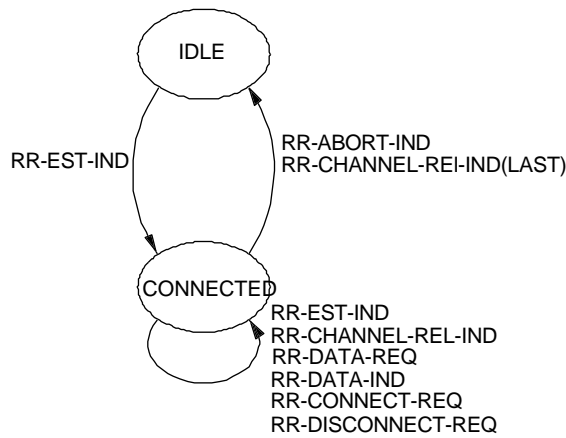 IDLE
RR-EST-IND
RR-ABORT-IND
RR-CHANNEL-REl-IND(LAST)
CONNECTED
RR-EST-IND
RR-CHANNEL-REL-IND
RR-DATA-REQ
RR-DATA-IND
RR-CONNECT-REQ
RR-DISCONNECT-REQ